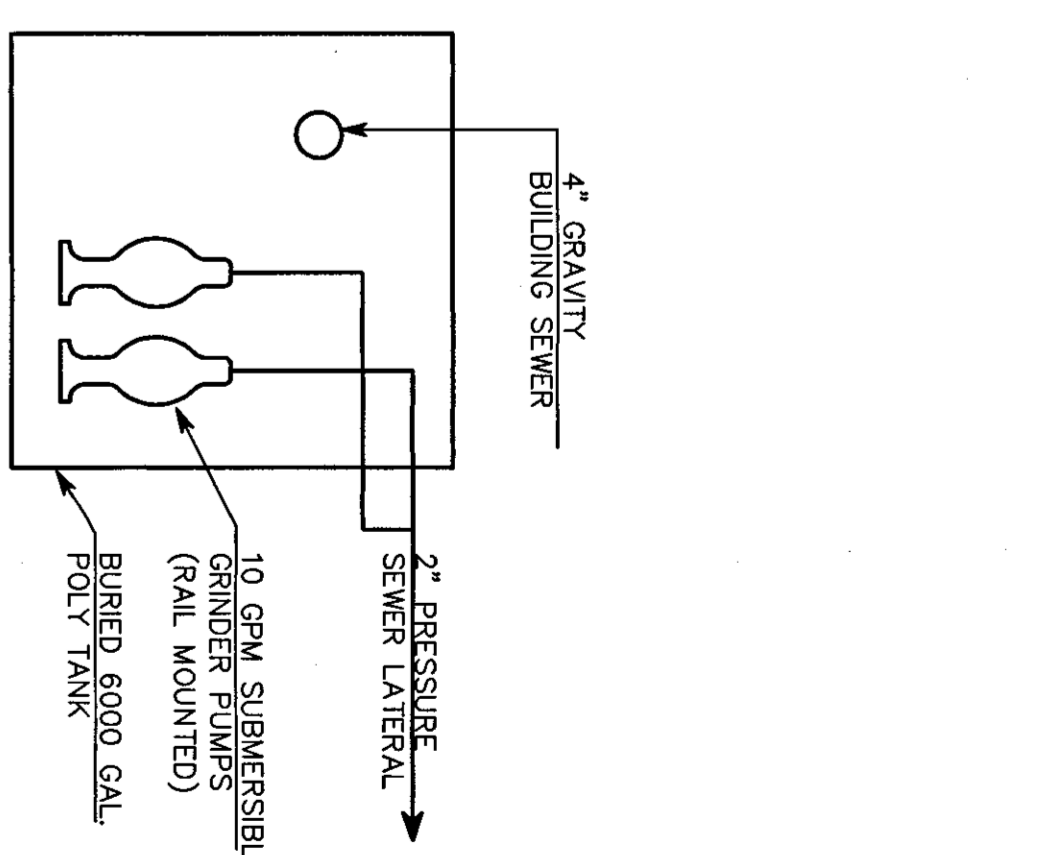 4" GRAVITY
BUILDING SEWER
2" PRESSURE
SEWER LATERAL
10 GPM SUBMERSIBL
GRINDER PUMPS
(RAIL MOUNTED)
BURIED 6000 GAL.
POLY TANK